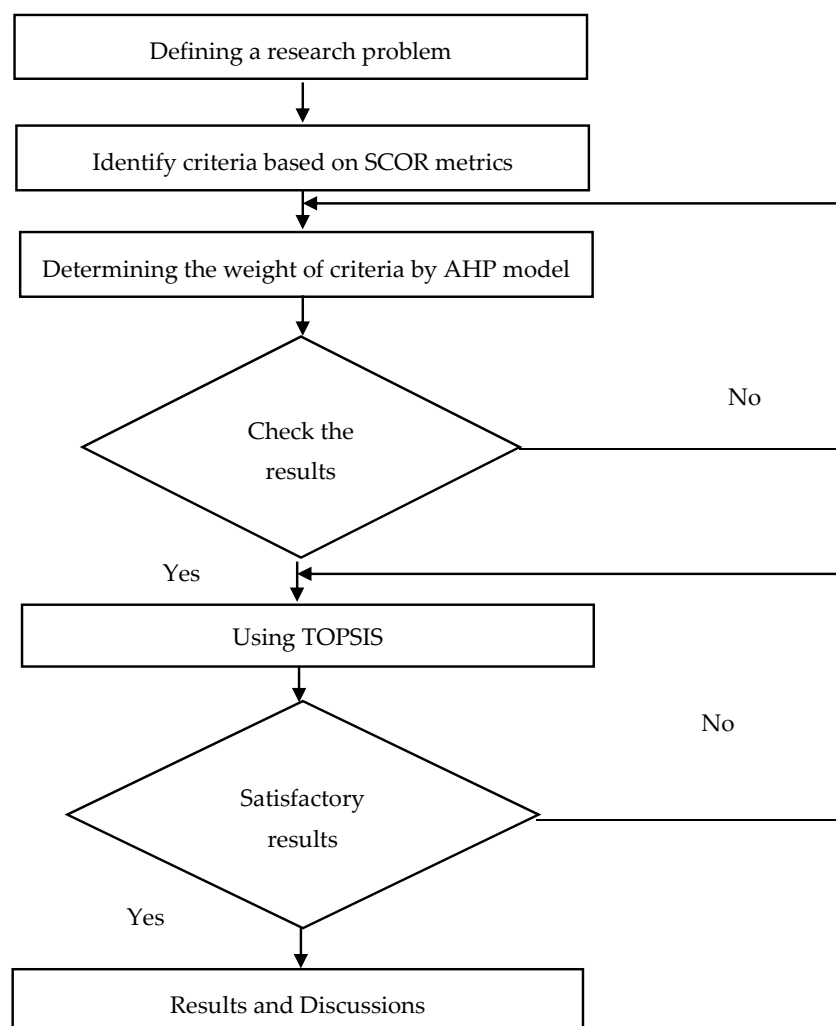 Defining a research problem
Identify criteria based on SCOR metrics
Determining the weight of criteria by AHP model
No
Check the
results
Yes
Using TOPSIS
No
Satisfactory
results
Yes
Results and Discussions